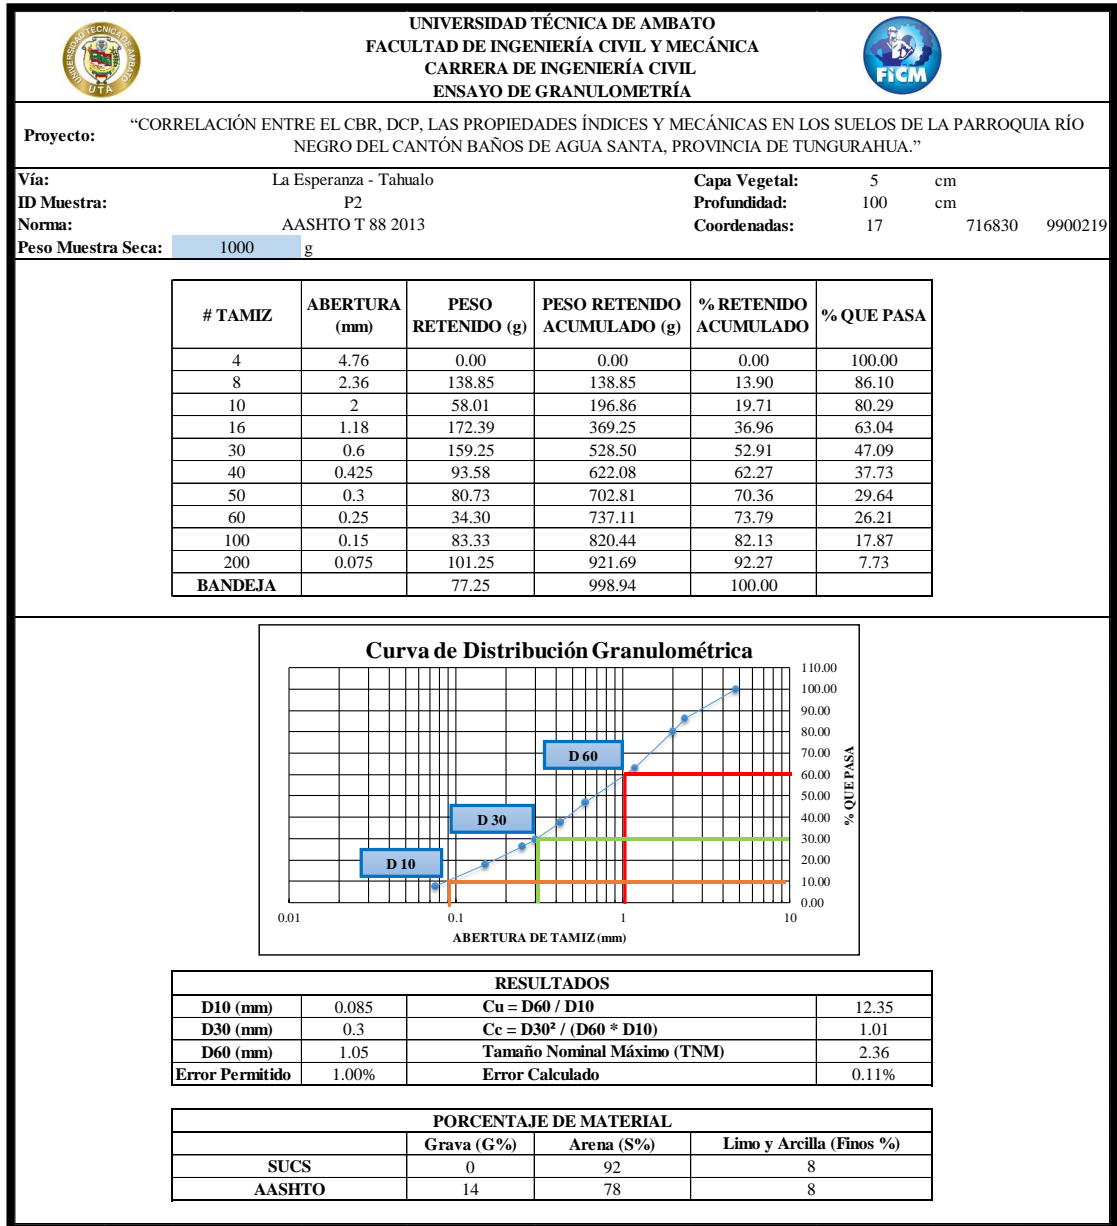 UNIVERSIDAD TÉCNICA DE AMBATO
FACULTAD DE INGENIERÍA CIVIL Y MECÁNICA
CARRERA DE INGENIERÍA CIVIL
ENSAYO DE GRANULOMETRÍA
UNIVERSIDAD TECNICA DE AMBATO
UTA
FICM
Proyecto: “CORRELACIÓN ENTRE EL CBR, DCP, LAS PROPIEDADES ÍNDICES Y MECÁNICAS EN LOS SUELOS DE LA PARROQUIA RÍO
NEGRO DEL CANTÓN BAÑOS DE AGUA SANTA, PROVINCIA DE TUNGURAHUA.”
Vía: La Esperanza - Tahualo Capa Vegetal: 5 cm
ID Muestra: P2 Profundidad: 100 cm
Norma: AASHTO T 88 2013 Coordenadas: 17 716830 9900219
Peso Muestra Seca: 1000 g
# TAMIZ ABERTURA (mm) PESO RETENIDO (g) PESO RETENIDO ACUMULADO (g) % RETENIDO ACUMULADO % QUE PASA
4 4.76 0.00 0.00 0.00 100.00
8 2.36 138.85 138.85 13.90 86.10
10 2 58.01 196.86 19.71 80.29
16 1.18 172.39 369.25 36.96 63.04
30 0.6 159.25 528.50 52.91 47.09
40 0.425 93.58 622.08 62.27 37.73
50 0.3 80.73 702.81 70.36 29.64
60 0.25 34.30 737.11 73.79 26.21
100 0.15 83.33 820.44 82.13 17.87
200 0.075 101.25 921.69 92.27 7.73
BANDEJA 77.25 998.94 100.00
Curva de Distribución Granulométrica
110.00
100.00
90.00
80.00
70.00
60.00
50.00
40.00
30.00
20.00
10.00
0.00
% QUE PASA
D 60
D 30
D 10
0.01 0.1 1 10
ABERTURA DE TAMIZ (mm)
RESULTADOS
D10 (mm) 0.085 Cu = D60 / D10 12.35
D30 (mm) 0.3 Cc = D30² / (D60 * D10) 1.01
D60 (mm) 1.05 Tamaño Nominal Máximo (TNM) 2.36
Error Permitido 1.00% Error Calculado 0.11%
PORCENTAJE DE MATERIAL
Grava (G%) Arena (S%) Limo y Arcilla (Finos %)
SUCS 0 92 8
AASHTO 14 78 8